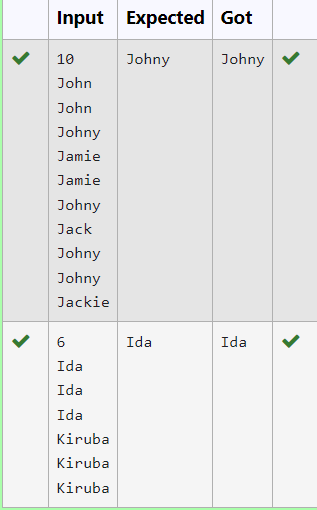 Input Expected Got
10 Johny Johny
John
John
Johny
Jamie
Jamie
Johny
Jack
Johny
Johny
Jackie
6 Ida Ida
Ida
Ida
Ida
Kiruba
Kiruba
Kiruba